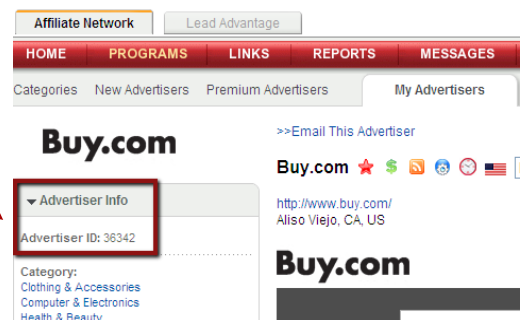 Affiliate Network Lead Advantage
HOME PROGRAMS LINKS REPORTS MESSAGES
Categories New Advertisers Premium Advertisers My Advertisers
Buy.com
Advertiser Info
Advertiser ID: 36342
Category:
Clothing & Accessories
Computer & Electronics
Health & Beauty
>>Email This Advertiser
Buy.com
http://www.buy.com/
Aliso Viejo, CA, US
Buy.com